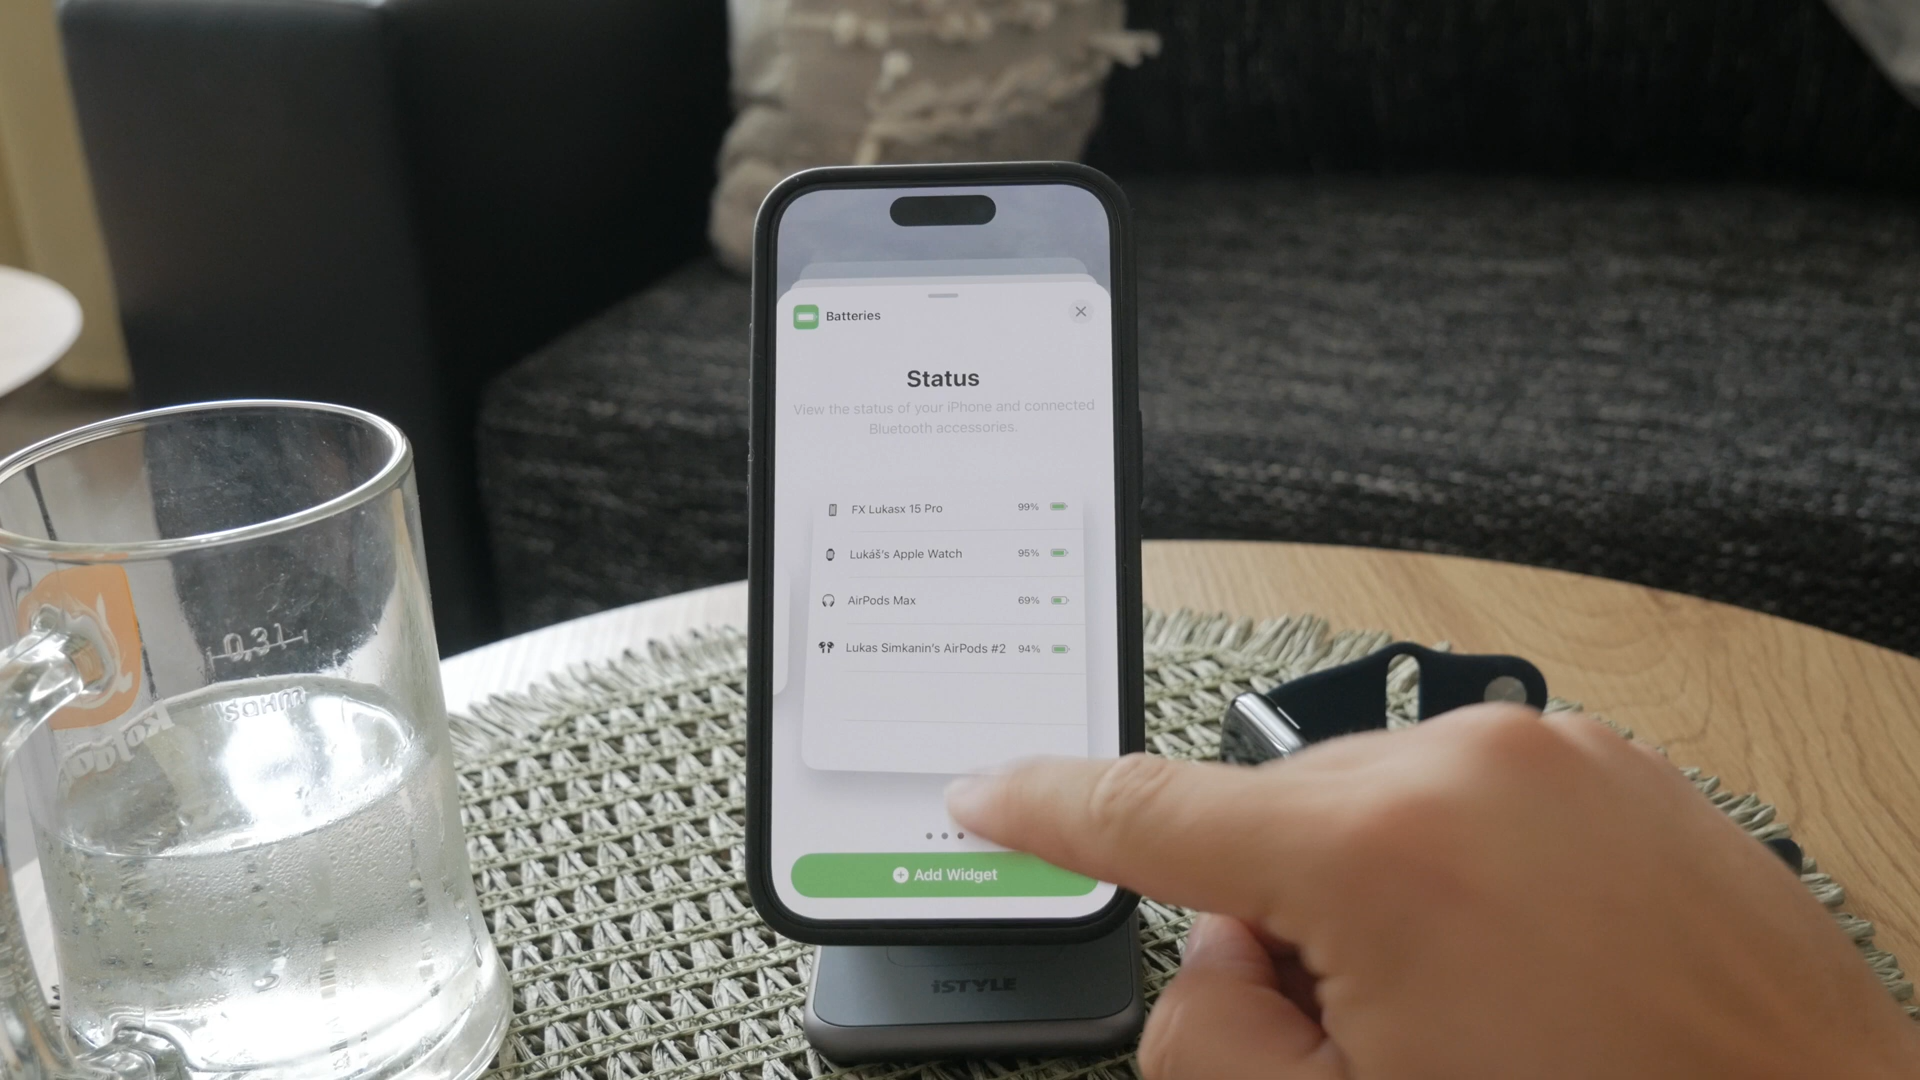 Batteries
Status
View the status of your iPhone and connected
Bluetooth accessories.
FX Lukasx 15 Pro 99%
Lukáš's Apple Watch 95%
AirPods Max 69%
Lukas Simkanin's AirPods #2 94%
Add Widget
iSTYLE
0,3l
SAHM